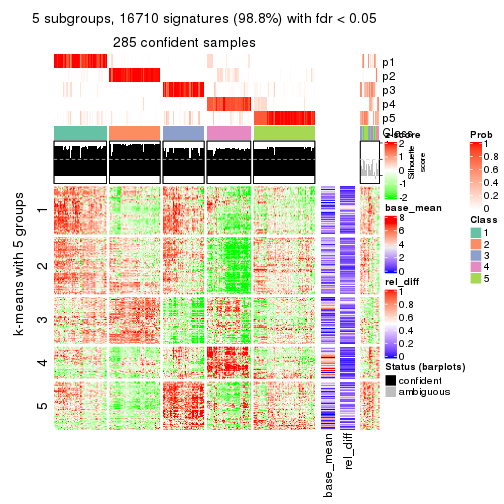 5 subgroups, 16710 signatures (98.8%) with fdr < 0.05
285 confident samples
p1
p2
p3
p4
p5
Class
z-score
2
1
0
-1
-2
Silhouette
score
Prob
1
0.8
0.6
0.4
0.2
0
base_mean
8
6
4
2
0
Class
1
2
3
4
5
rel_diff
1
0.8
0.6
0.4
0.2
0
Status (barplots)
confident
ambiguous
k-means with 5 groups
1
2
3
4
5
base_mean
rel_diff